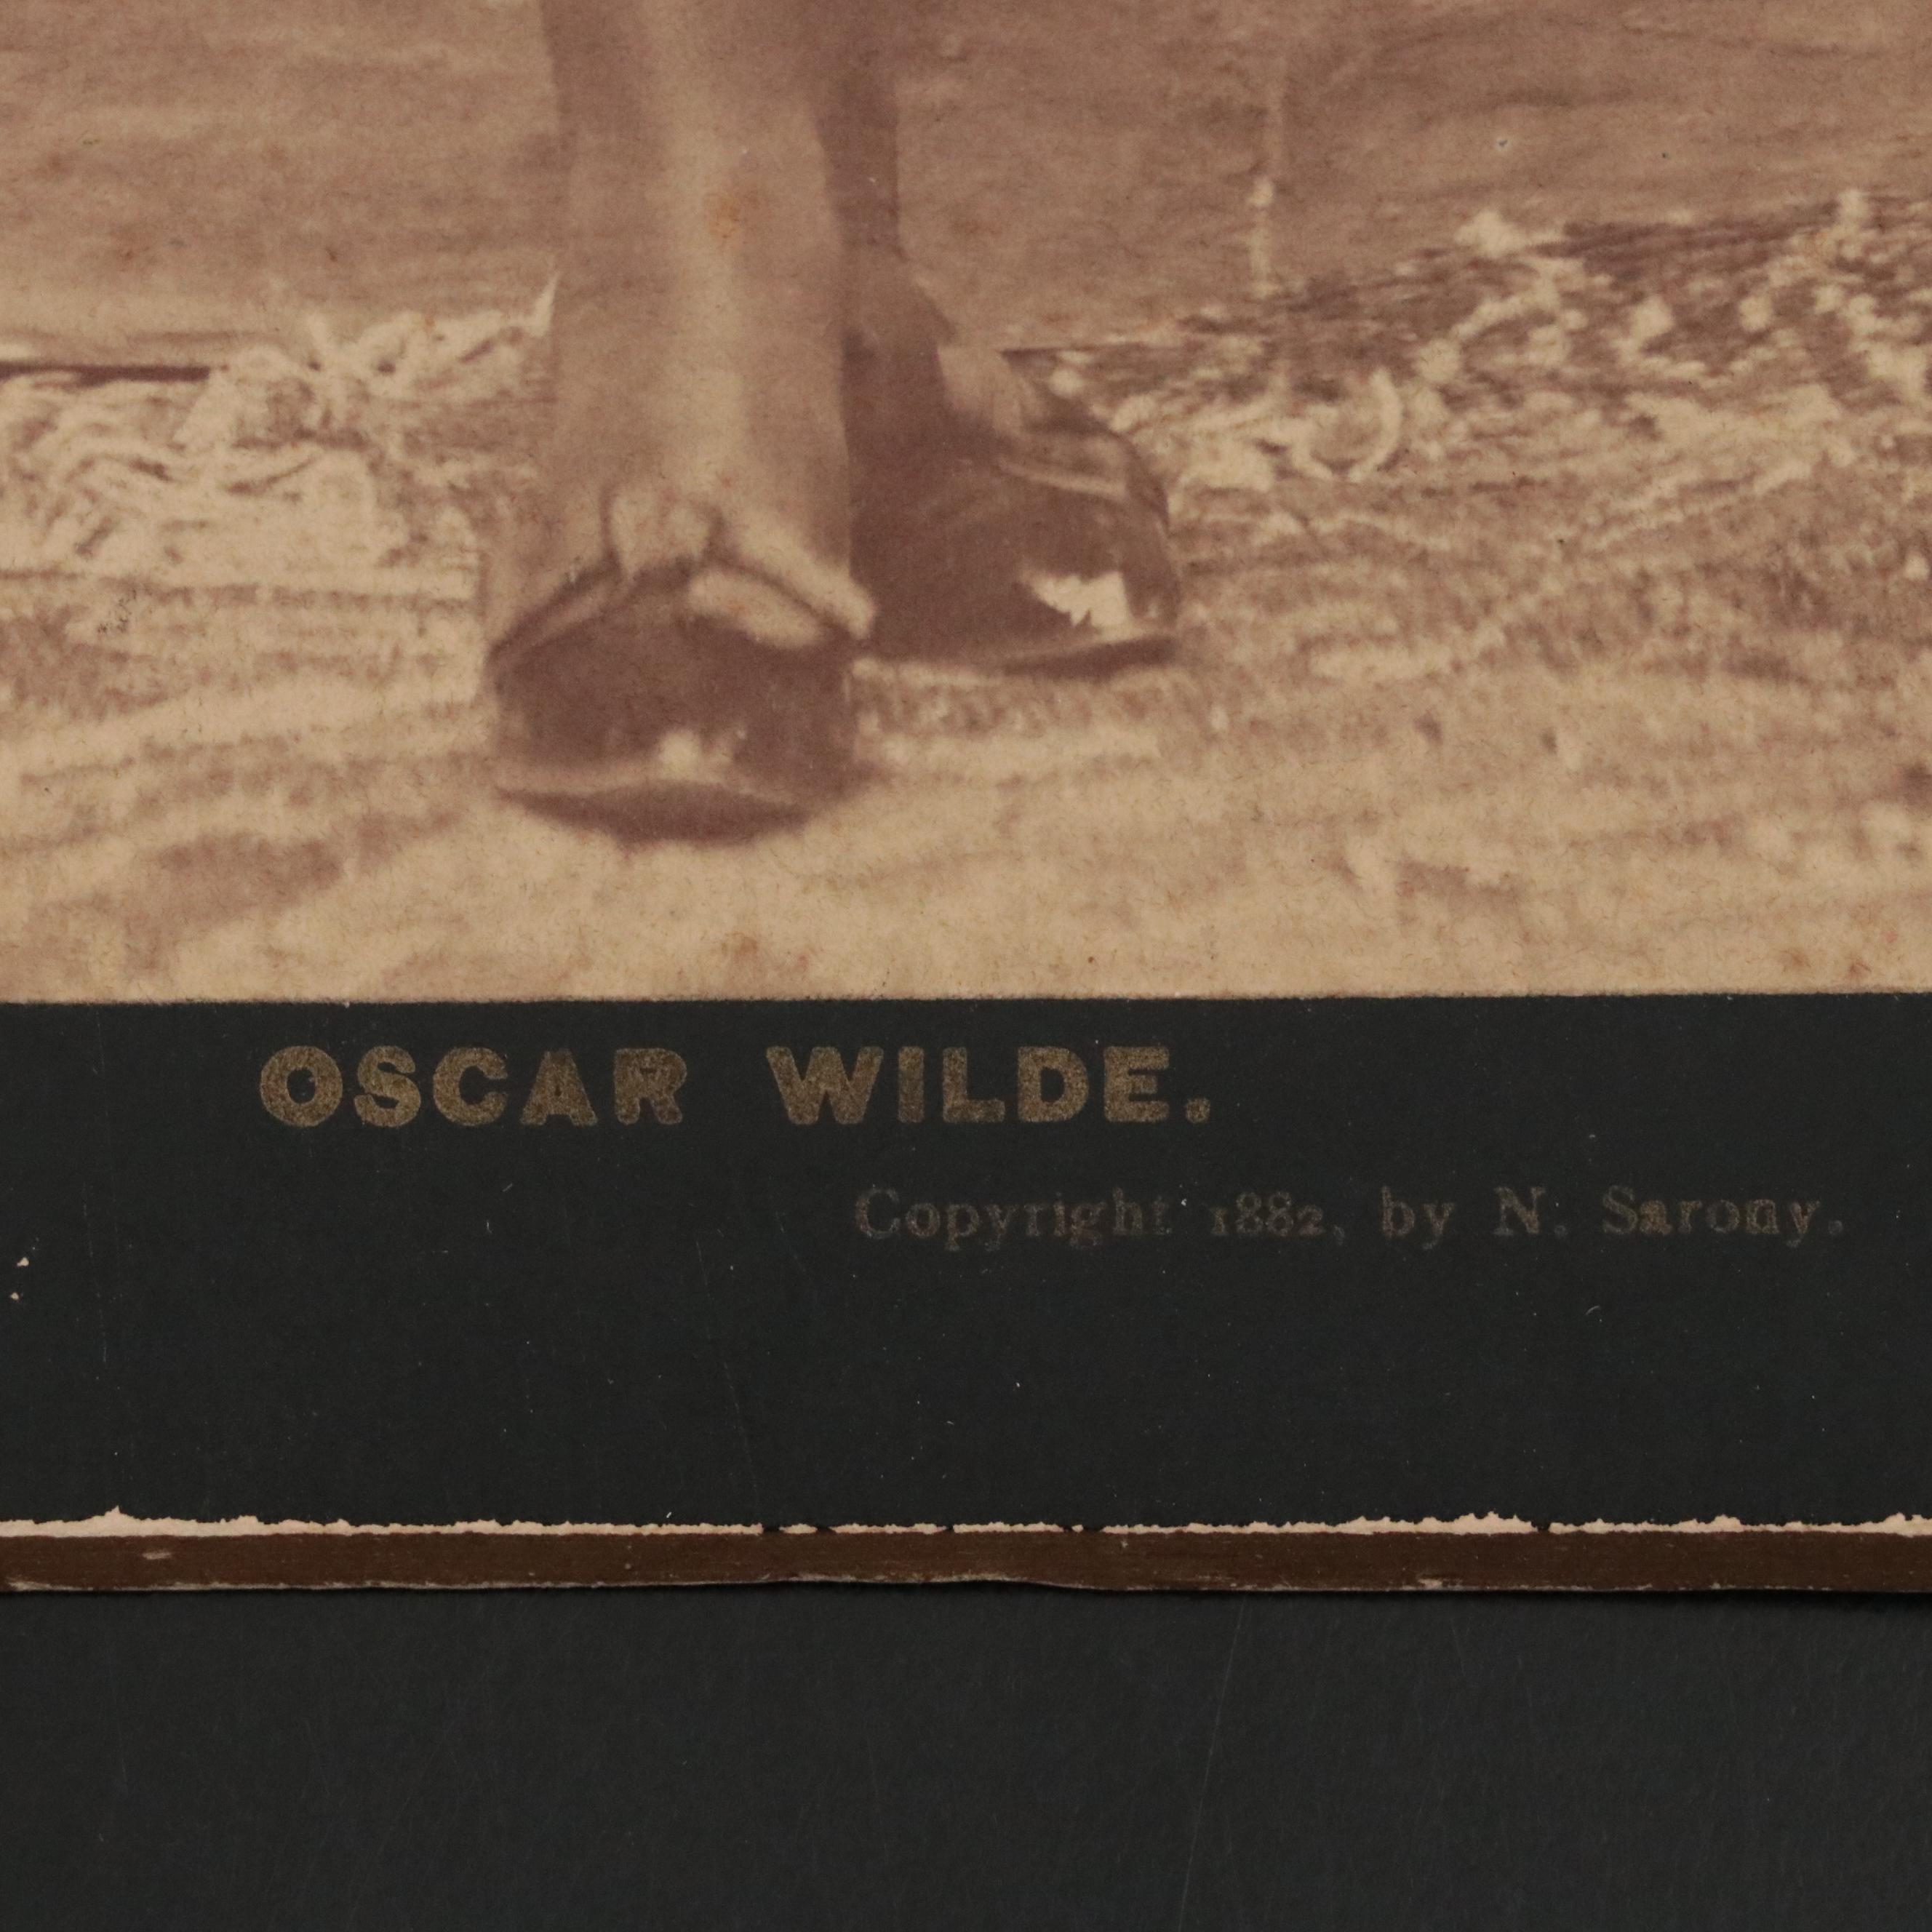 OSCAR WILDE.
Copyright 1882, by N. Sarony.